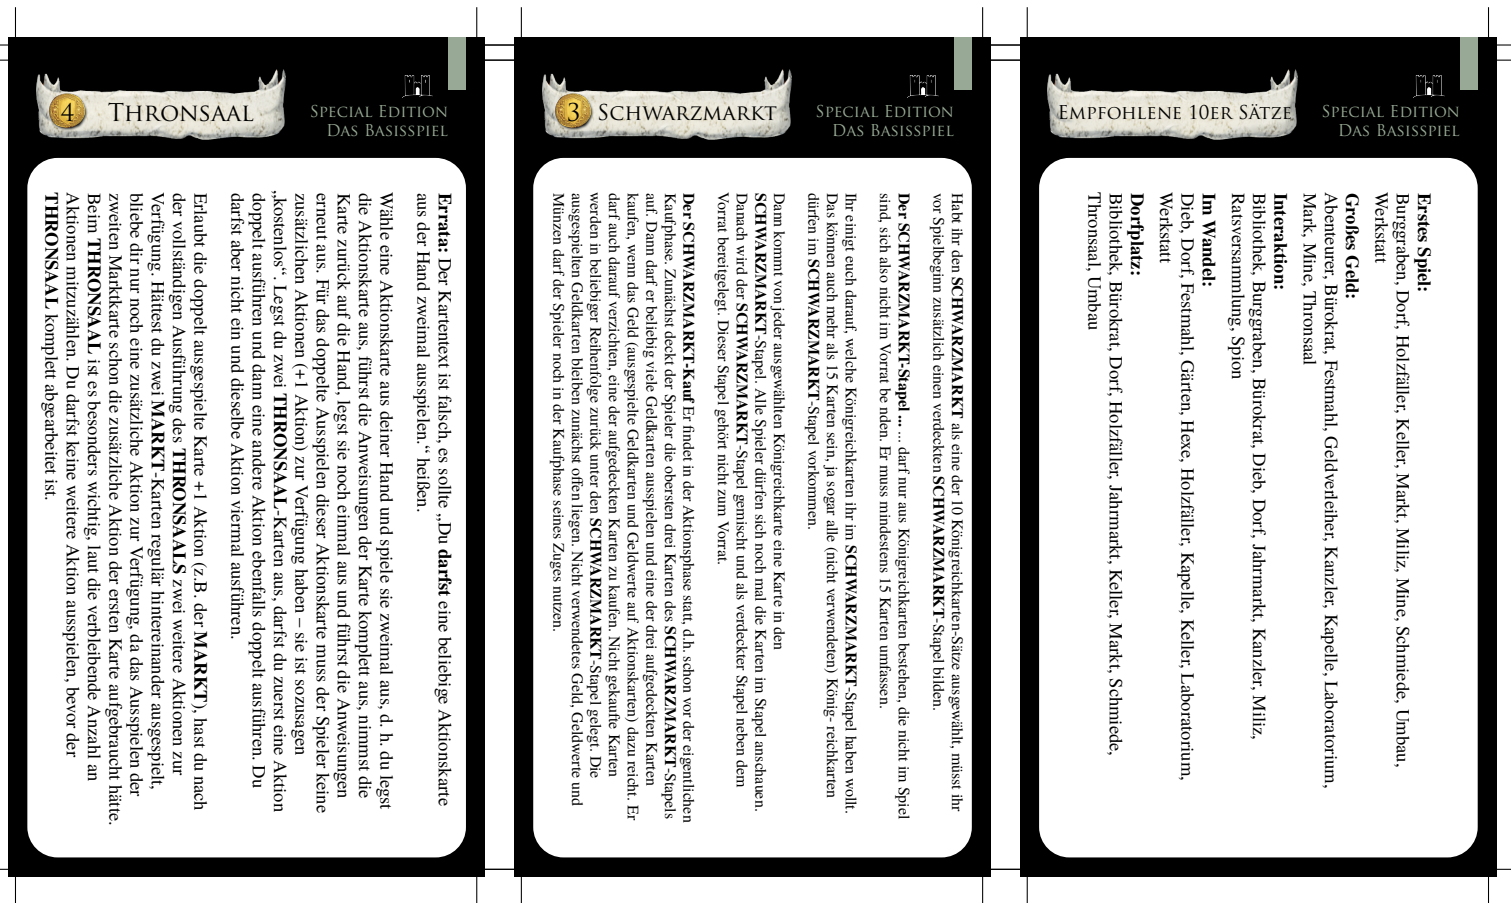 4 THRONSAAL
SPECIAL EDITION
DAS BASISSPIEL
Errata: Der Kartentext ist falsch, es sollte „Du darfst eine beliebige Aktionskarte
aus der Hand zweimal ausspielen.“ heißen.
Wähle eine Aktionskarte aus deiner Hand und spiele sie zweimal aus, d. h. du legst
die Aktionskarte aus, führst die Anweisungen der Karte komplett aus, nimmst die
Karte zurück auf die Hand, legst sie noch einmal aus und führst die Anweisungen
erneut aus. Für das doppelte Ausspielen dieser Aktionskarte muss der Spieler keine
zusätzlichen Aktionen (+1 Aktion) zur Verfügung haben – sie ist sozusagen
„kostenlos“. Legst du zwei THRONSAAL-Karten aus, darfst du zuerst eine Aktion
doppelt ausführen und dann eine andere Aktion ebenfalls doppelt ausführen. Du
darfst aber nicht ein und dieselbe Aktion viermal ausführen.
Erlaubt die doppelt ausgespielte Karte +1 Aktion (z.B. der MARKT), hast du nach
der vollständigen Ausführung des THRONSAALS zwei weitere Aktionen zur
Verfügung. Hättest du zwei MARKT-Karten regulär hintereinander ausgespielt,
bliebe dir nur noch eine zusätzliche Aktion zur Verfügung, da das Ausspielen der
zweiten Marktkarte schon die zusätzliche Aktion der ersten Karte aufgebraucht hätte.
Beim THRONSAAL ist es besonders wichtig, laut die verbleibende Anzahl an
Aktionen mitzuzählen. Du darfst keine weitere Aktion ausspielen, bevor der
THRONSAAL komplett abgearbeitet ist.
3 SCHWARZMARKT
SPECIAL EDITION
DAS BASISSPIEL
Habt ihr den SCHWARZMARKT als eine der 10 Königreichkarten-Sätze ausgewählt, müsst ihr
vor Spielbeginn zusätzlich einen verdeckten SCHWARZMARKT-Stapel bilden.
Der SCHWARZMARKT-Stapel... ... darf nur aus Königreichkarten bestehen, die nicht im Spiel
sind, sich also nicht im Vorrat be nden. Er muss mindestens 15 Karten umfassen.
Ihr einigt euch darauf, welche Königreichkarten ihr im SCHWARZMARKT-Stapel haben wollt.
Das können auch mehr als 15 Karten sein, ja sogar alle (nicht verwendeten) König- reichkarten
dürfen im SCHWARZMARKT-Stapel vorkommen.
Dann kommt von jeder ausgewählten Königreichkarte eine Karte in den
SCHWARZMARKT-Stapel. Alle Spieler dürfen sich noch mal die Karten im Stapel anschauen.
Danach wird der SCHWARZMARKT-Stapel gemischt und als verdeckter Stapel neben dem
Vorrat bereitgelegt. Dieser Stapel gehört nicht zum Vorrat.
Der SCHWARZMARKT-Kauf Er findet in der Aktionsphase statt, d.h. schon vor der eigentlichen
Kaufphase. Zunächst deckt der Spieler die obersten drei Karten des SCHWARZMARKT-Stapels
auf. Dann darf er beliebig viele Geldkarten ausspielen und eine der drei aufgedeckten Karten
kaufen, wenn das Geld (ausgespielte Geldkarten und Geldwerte auf Aktionskarten) dazu reicht. Er
darf auch darauf verzichten, eine der aufgedeckten Karten zu kaufen. Nicht gekaufte Karten
werden in beliebiger Reihenfolge zurück unter den SCHWARZMARKT-Stapel gelegt. Die
ausgespielten Geldkarten bleiben zunächst offen liegen. Nicht verwendetes Geld, Geldwerte und
Münzen darf der Spieler noch in der Kaufphase seines Zuges nutzen.
EMPFOHLENE 10ER SÄTZE
SPECIAL EDITION
DAS BASISSPIEL
Erstes Spiel:
Burggraben, Dorf, Holzfäller, Keller, Markt, Miliz, Mine, Schmiede, Umbau,
Werkstatt
Großes Geld:
Abenteurer, Bürokrat, Festmahl, Geldverleiher, Kanzler, Kapelle, Laboratorium,
Mark, Mine, Thronsaal
Interaktion:
Bibliothek, Burggraben, Bürokrat, Dieb, Dorf, Jahrmarkt, Kanzler, Miliz,
Ratsversammlung, Spion
Im Wandel:
Dieb, Dorf, Festmahl, Gärten, Hexe, Holzfäller, Kapelle, Keller, Laboratorium,
Werkstatt
Dorfplatz:
Bibliothek, Bürokrat, Dorf, Holzfäller, Jahrmarkt, Keller, Markt, Schmiede,
Thronsaal, Umbau